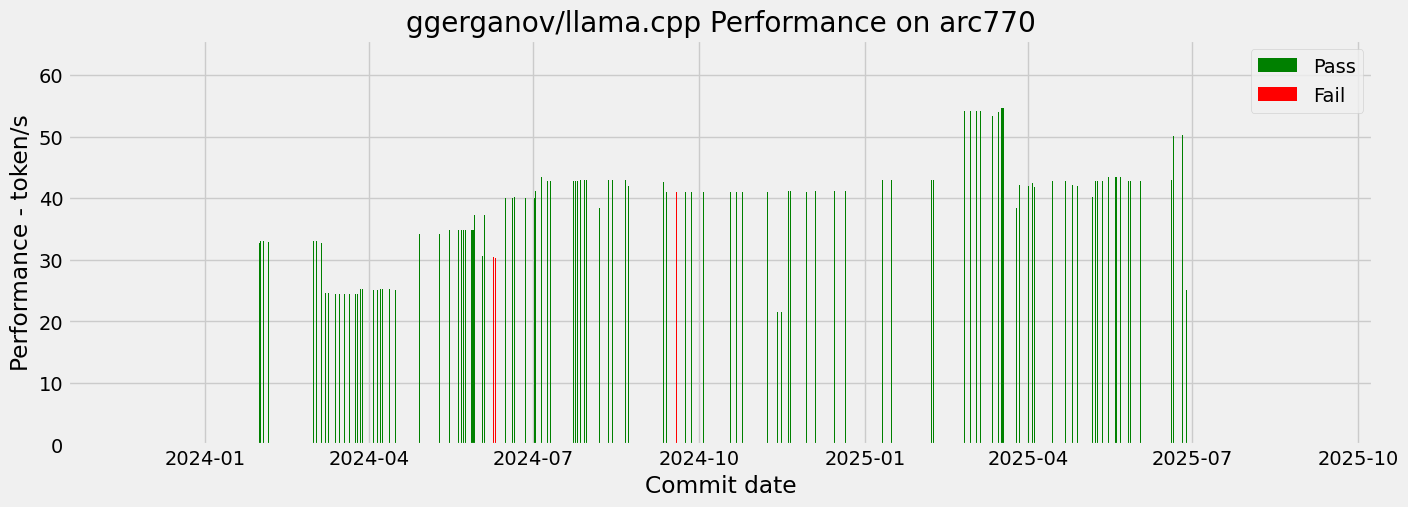 ggerganov/llama.cpp Performance on arc770
Performance - token/s
60
50
40
30
20
10
0
Pass
Fail
2024-01 2024-04 2024-07 2024-10 2025-01 2025-04 2025-07 2025-10
Commit date